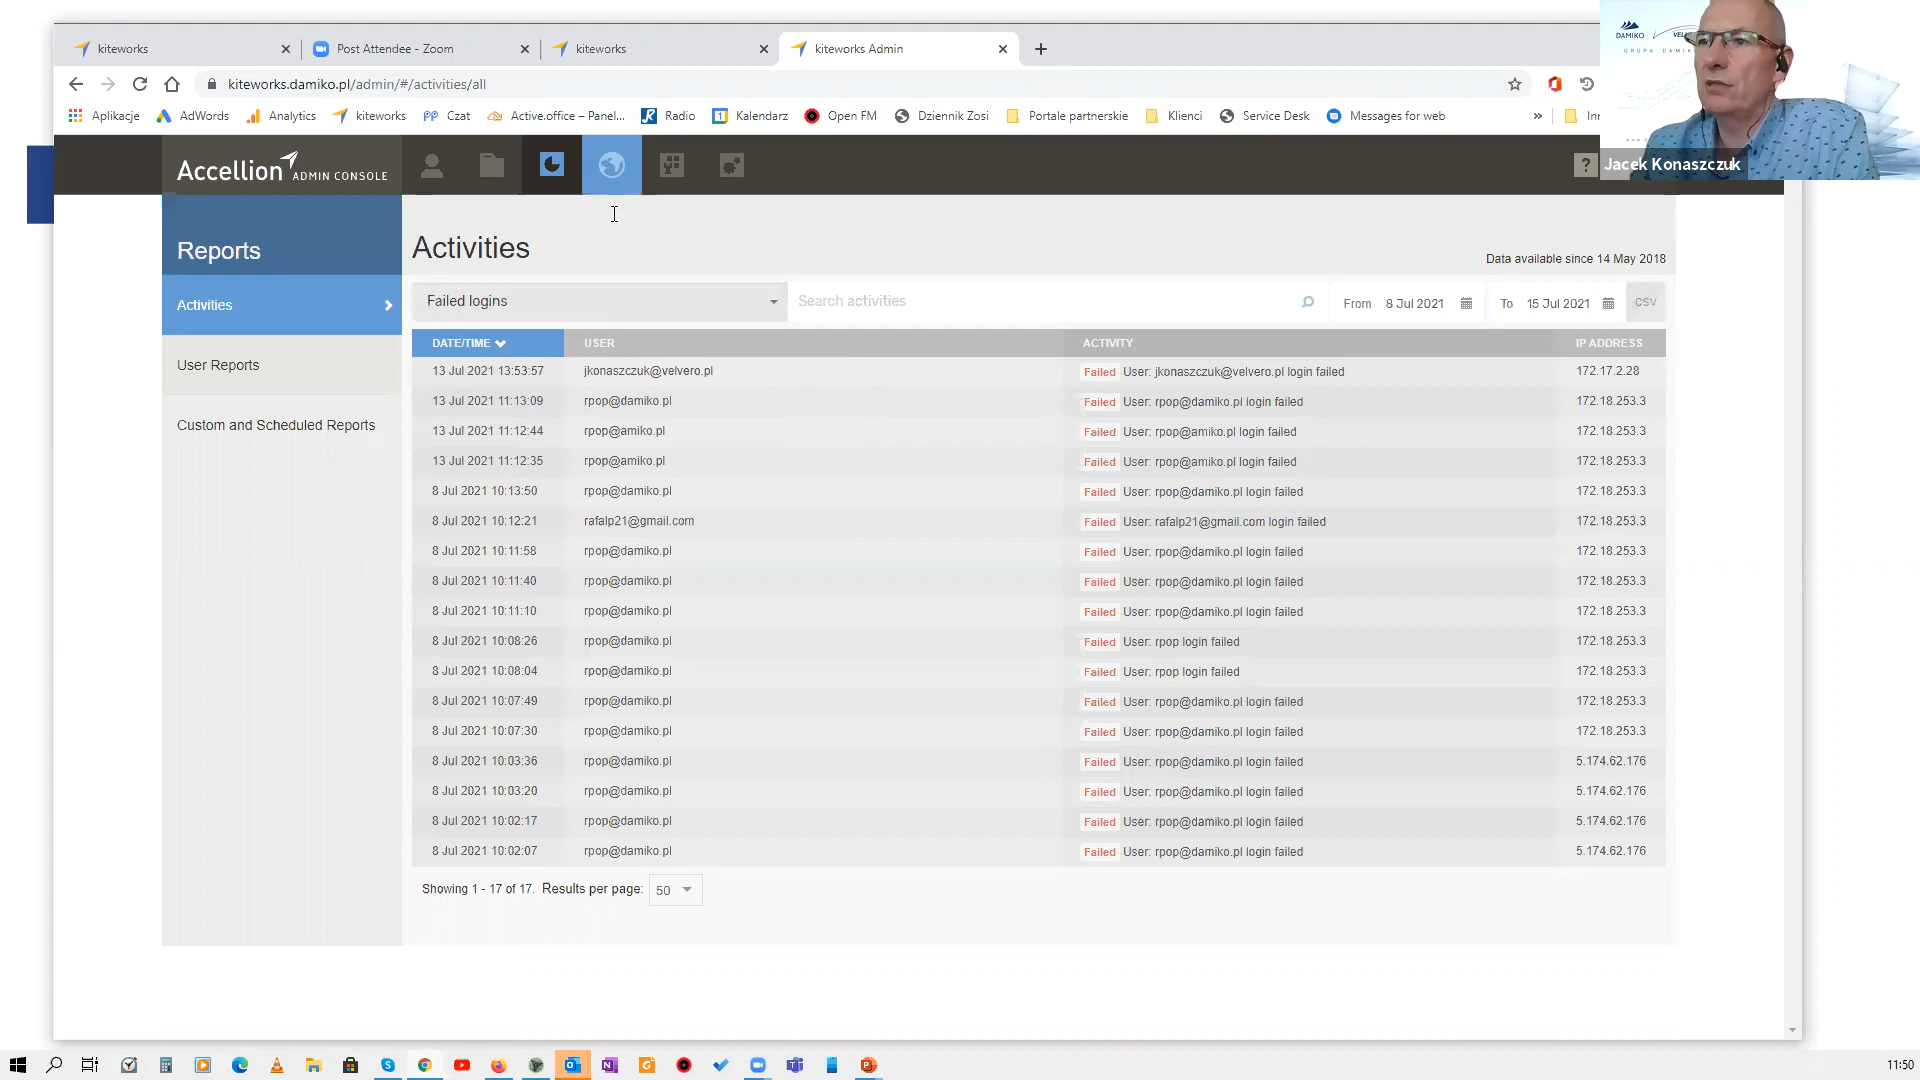 kiteworks
Post Attendee - Zoom
kiteworks
kiteworks Admin
kiteworks.damiko.pl/admin/#/activities/all
Aplikacje
AdWords
Analytics
kiteworks
Czat
Active.office – Panel...
Radio
Kalendarz
Open FM
Dziennik Zosi
Portale partnerskie
Klienci
Service Desk
Messages for web
»
DAMIKO
GRUPA DAMIKO
Jacek Konaszczuk
Accellion ADMIN CONSOLE
?
Reports
Activities
User Reports
Custom and Scheduled Reports
Activities
Data available since 14 May 2018
Failed logins
Search activities
From 8 Jul 2021
To 15 Jul 2021
CSV
DATE/TIME USER ACTIVITY IP ADDRESS
13 Jul 2021 13:53:57 jkonaszczuk@velvero.pl Failed User: jkonaszczuk@velvero.pl login failed 172.17.2.28
13 Jul 2021 11:13:09 rpop@damiko.pl Failed User: rpop@damiko.pl login failed 172.18.253.3
13 Jul 2021 11:12:44 rpop@amiko.pl Failed User: rpop@amiko.pl login failed 172.18.253.3
13 Jul 2021 11:12:35 rpop@amiko.pl Failed User: rpop@amiko.pl login failed 172.18.253.3
8 Jul 2021 10:13:50 rpop@damiko.pl Failed User: rpop@damiko.pl login failed 172.18.253.3
8 Jul 2021 10:12:21 rafalp21@gmail.com Failed User: rafalp21@gmail.com login failed 172.18.253.3
8 Jul 2021 10:11:58 rpop@damiko.pl Failed User: rpop@damiko.pl login failed 172.18.253.3
8 Jul 2021 10:11:40 rpop@damiko.pl Failed User: rpop@damiko.pl login failed 172.18.253.3
8 Jul 2021 10:11:10 rpop@damiko.pl Failed User: rpop@damiko.pl login failed 172.18.253.3
8 Jul 2021 10:08:26 rpop@damiko.pl Failed User: rpop login failed 172.18.253.3
8 Jul 2021 10:08:04 rpop@damiko.pl Failed User: rpop login failed 172.18.253.3
8 Jul 2021 10:07:49 rpop@damiko.pl Failed User: rpop@damiko.pl login failed 172.18.253.3
8 Jul 2021 10:07:30 rpop@damiko.pl Failed User: rpop@damiko.pl login failed 172.18.253.3
8 Jul 2021 10:03:36 rpop@damiko.pl Failed User: rpop@damiko.pl login failed 5.174.62.176
8 Jul 2021 10:03:20 rpop@damiko.pl Failed User: rpop@damiko.pl login failed 5.174.62.176
8 Jul 2021 10:02:17 rpop@damiko.pl Failed User: rpop@damiko.pl login failed 5.174.62.176
8 Jul 2021 10:02:07 rpop@damiko.pl Failed User: rpop@damiko.pl login failed 5.174.62.176
Showing 1 - 17 of 17. Results per page: 50
11:50